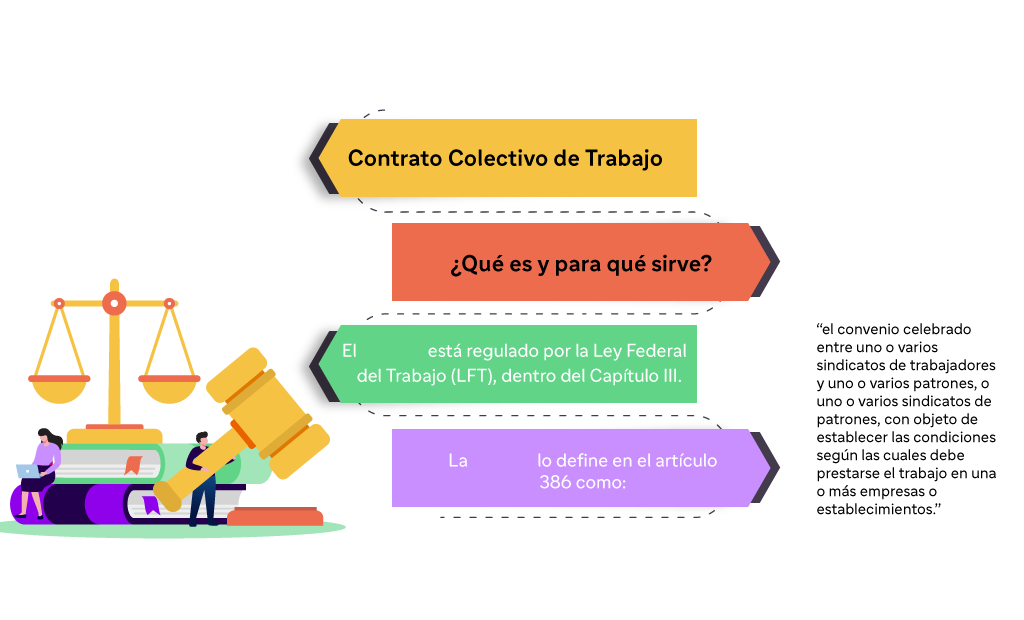 Contrato Colectivo de Trabajo
¿Qué es y para qué sirve?
El está regulado por la Ley Federal
del Trabajo (LFT), dentro del Capítulo III.
La lo define en el artículo
386 como:
“el convenio celebrado
entre uno o varios
sindicatos de trabajadores
y uno o varios patrones, o
uno o varios sindicatos de
patrones, con objeto de
establecer las condiciones
según las cuales debe
prestarse el trabajo en una
o más empresas o
establecimientos.”